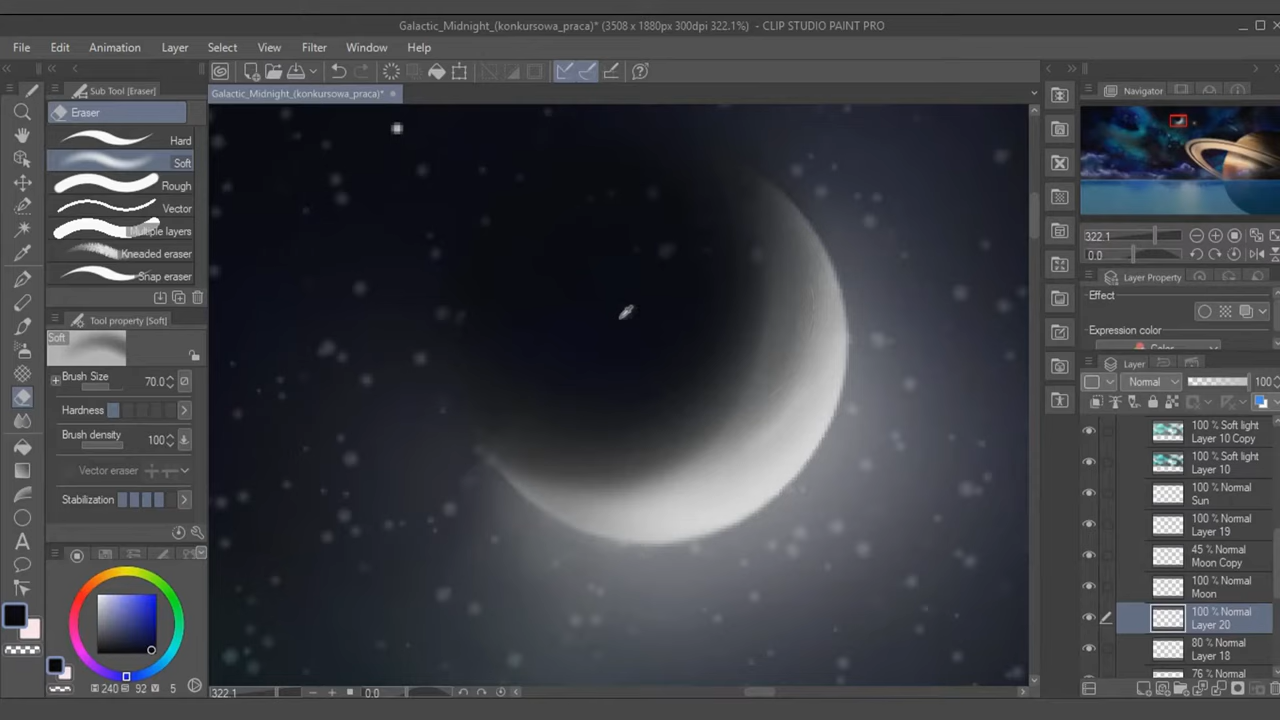 Galactic_Midnight_(konkursowa_praca)* (3508 x 1880px 300dpi 322.1%) - CLIP STUDIO PAINT PRO
File Edit Animation Layer Select View Filter Window Help
Sub Tool [Eraser]
Galactic_Midnight_(konkursowa_praca)*
Navigator
Eraser
Hard
Soft
Rough
Vector
Multiple layers
Kneaded eraser
Snap eraser
Tool property [Soft]
Soft
Brush Size 70.0
Hardness
Brush density 100
Vector eraser
Stabilization
240 92 5
322.1 0.0
322.1
0.0
Layer Property
Effect
Expression color
Color
Layer
Normal 100
100 % Soft light
Layer 10 Copy
100 % Soft light
Layer 10
100 % Normal
Sun
100 % Normal
Layer 19
45 % Normal
Moon Copy
100 % Normal
Moon
100 % Normal
Layer 20
80 % Normal
Layer 18
76 % Normal